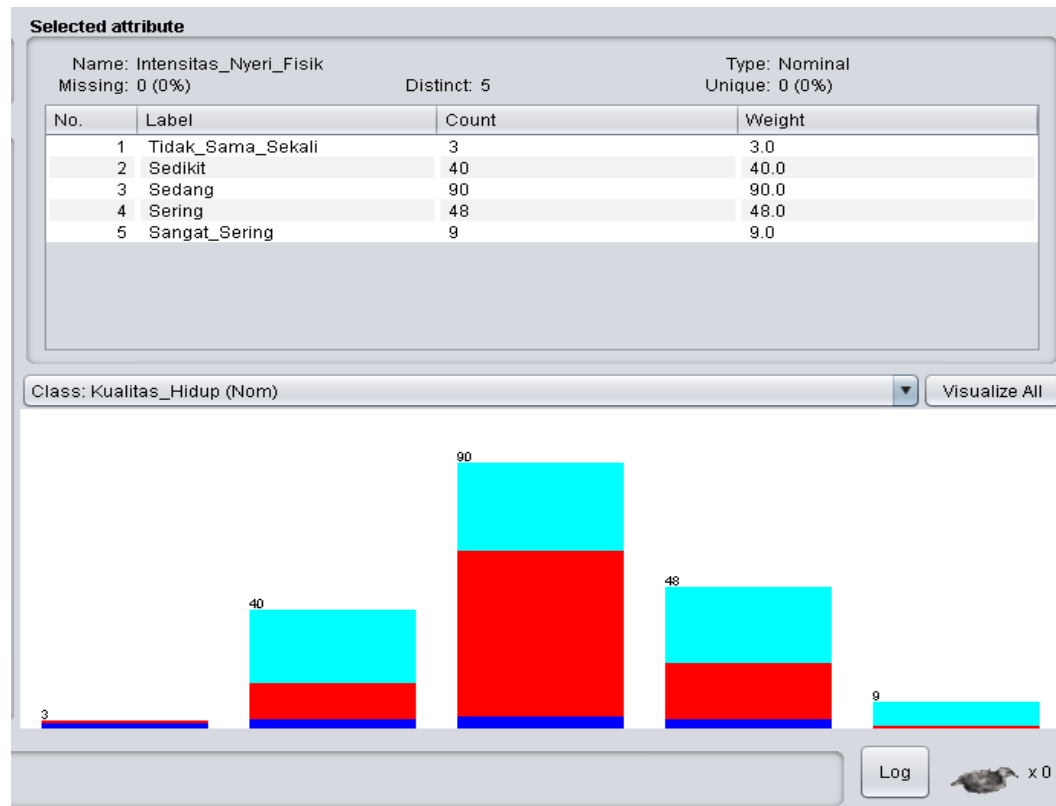 Selected attribute
Name: Intensitas_Nyeri_Fisik Type: Nominal
Missing: 0 (0%) Distinct: 5 Unique: 0 (0%)
No. Label Count Weight
1 Tidak_Sama_Sekali 3 3.0
2 Sedikit 40 40.0
3 Sedang 90 90.0
4 Sering 48 48.0
5 Sangat_Sering 9 9.0
Class: Kualitas_Hidup (Nom) Visualize All
90
48
40
9
3
Log x 0